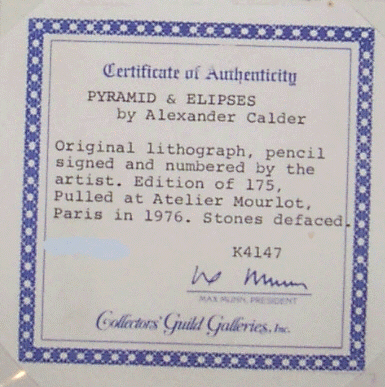 Certificate of Authenticity
PYRAMID & ELIPSES
by Alexander Calder
Original lithograph, pencil
signed and numbered by the
artist. Edition of 175,
Pulled at Atelier Mourlot,
Paris in 1976. Stones defaced.
K4147
MAX MUNN, PRESIDENT
Collectors' Guild Galleries, Inc.